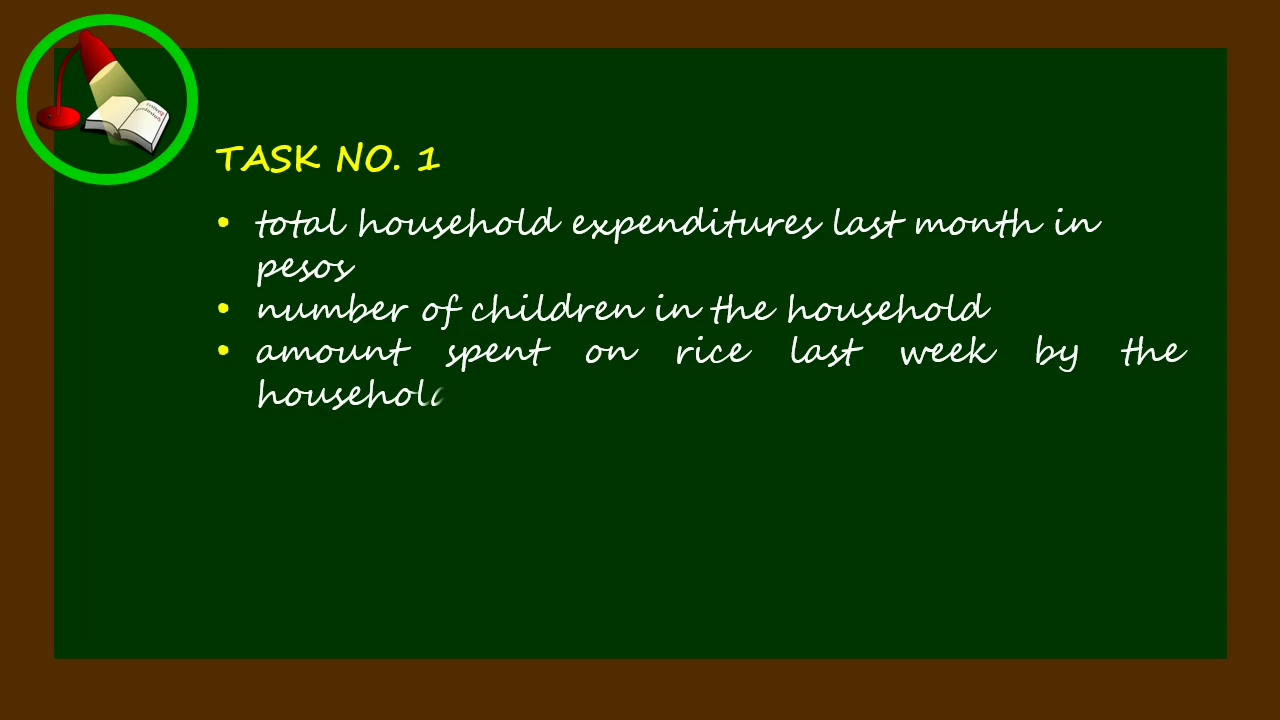 TASK NO. 1
• total household expenditures last month in
pesos
• number of children in the household
• amount spent on rice last week by the
household